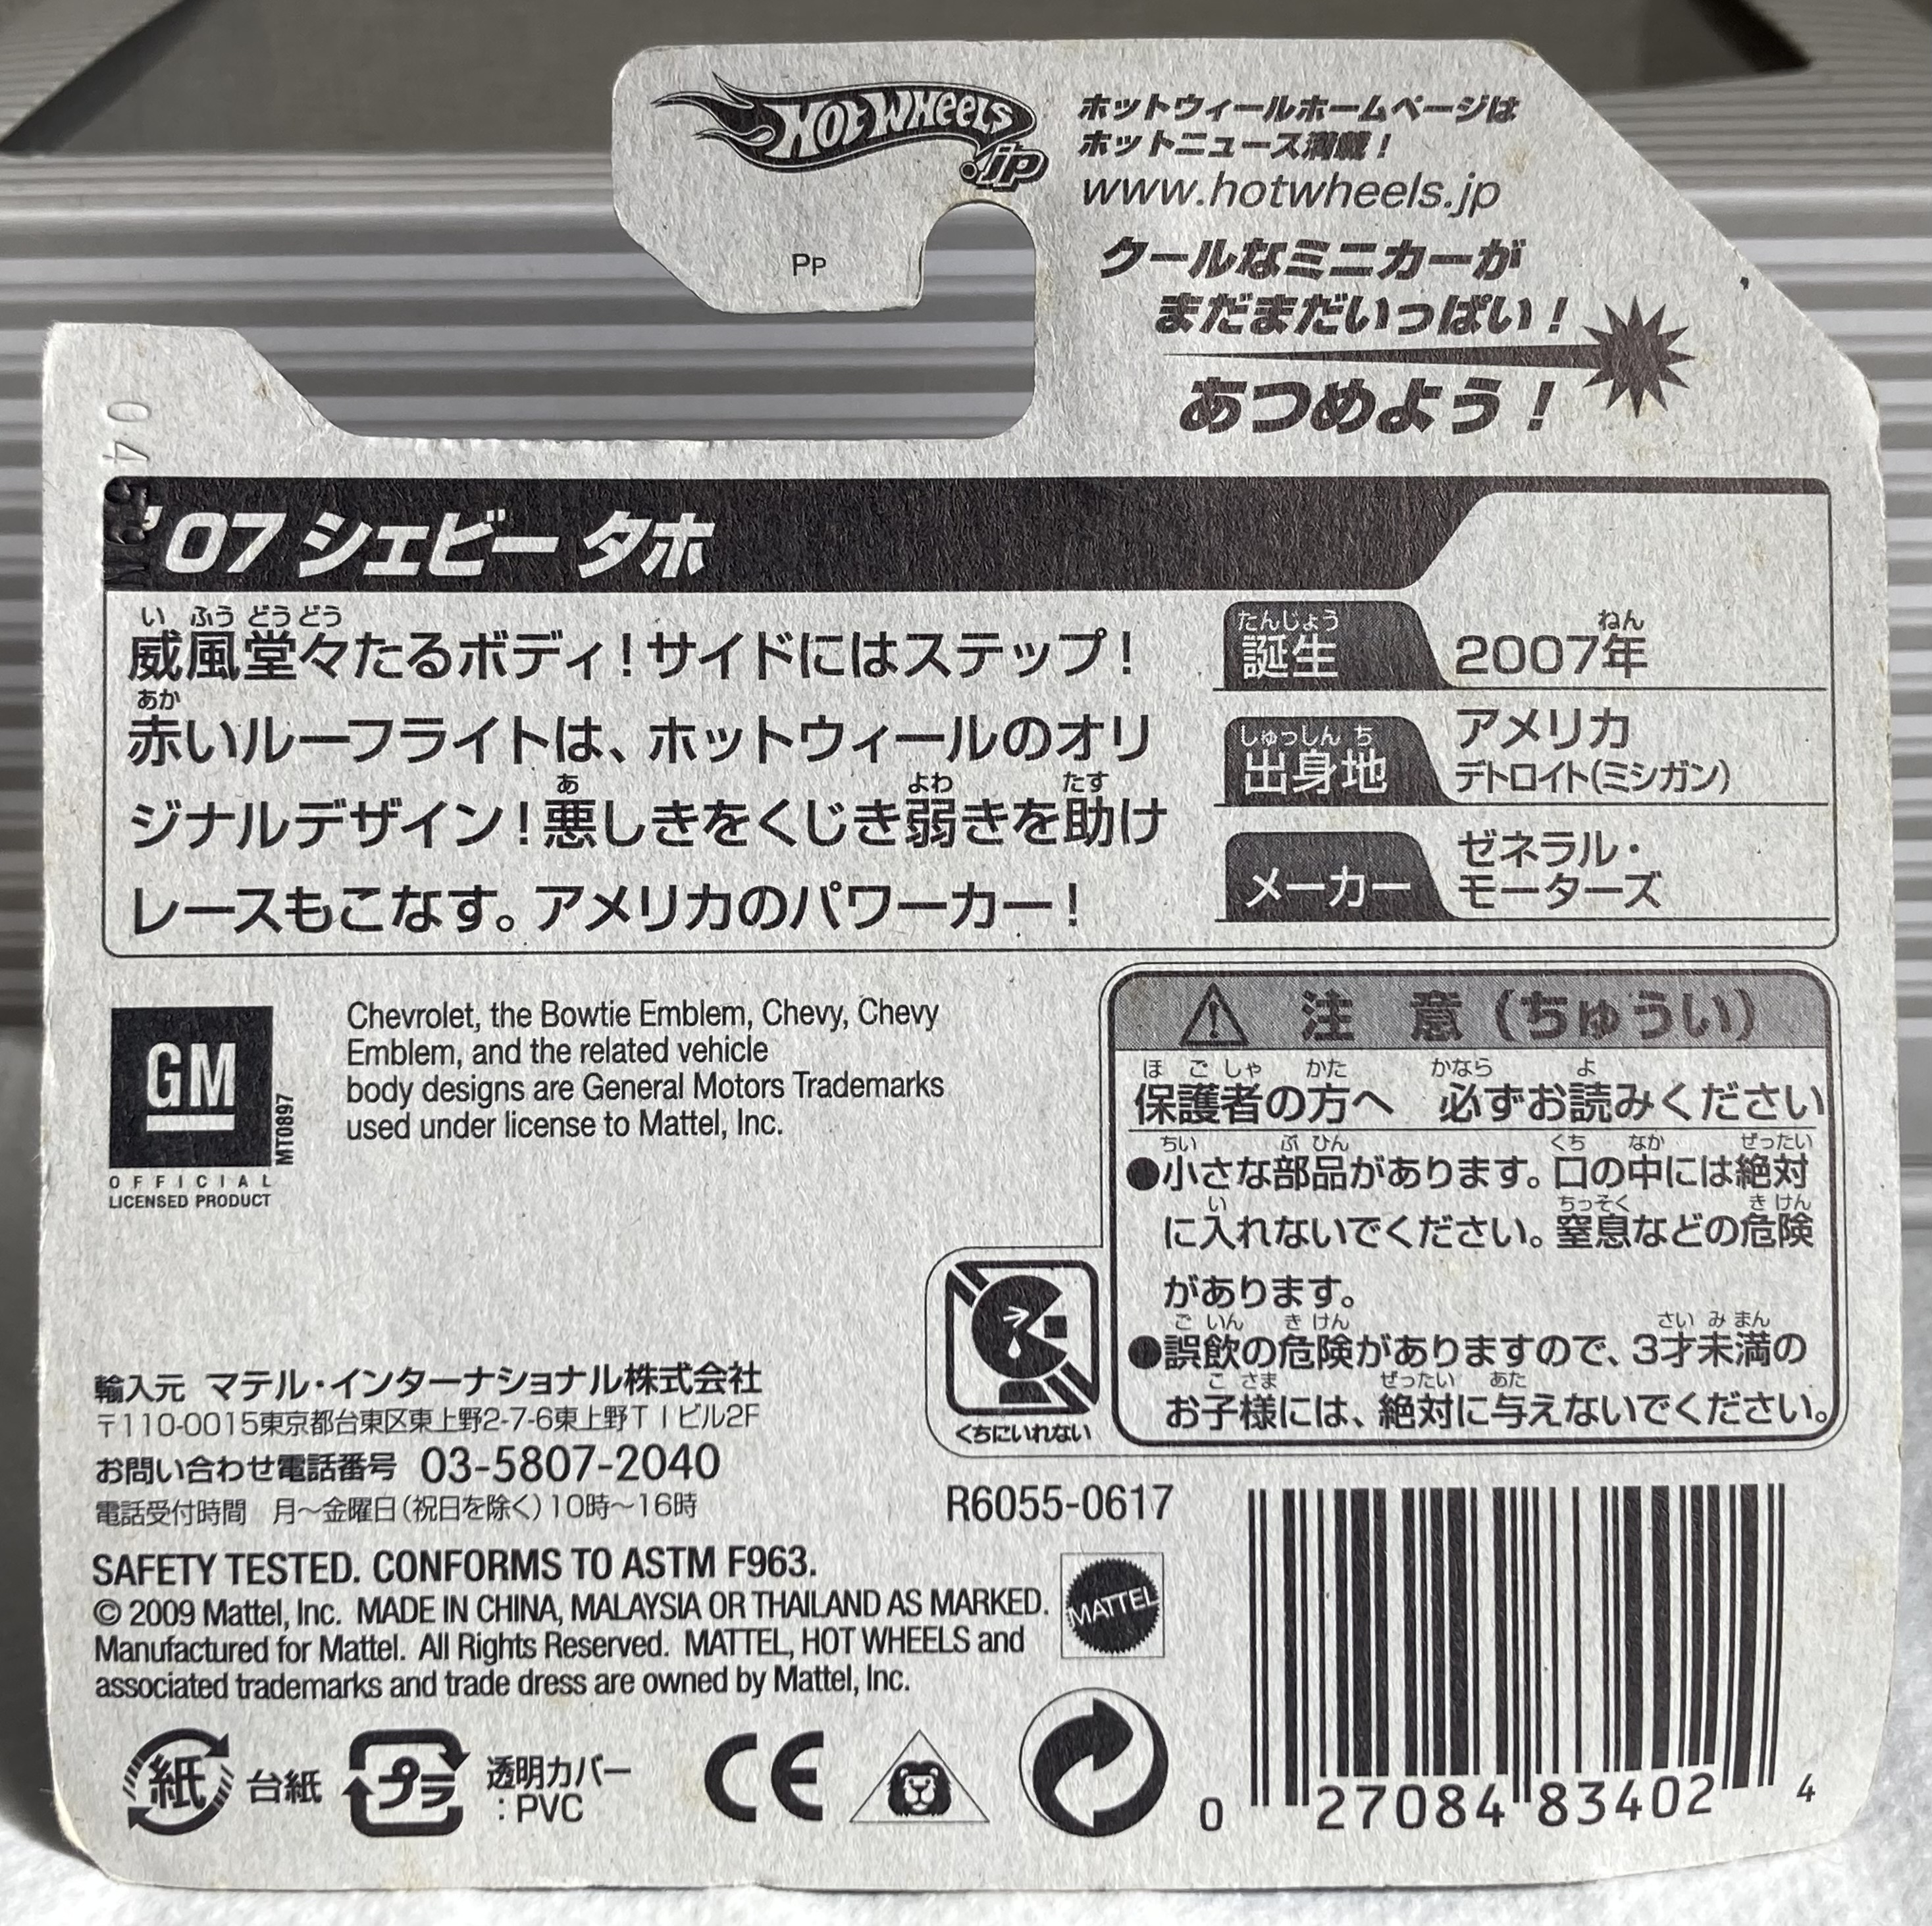 HOT WHEELS .jp
ホットウィールホームページは
ホットニュース満載！
www.hotwheels.jp
PP
クールなミニカーが
まだまだいっぱい！
あつめよう！
'07 シェビー タホ
い ふう どう どう
威風堂々たるボディ！サイドにはステップ！
あか
赤いルーフライトは、ホットウィールのオリ
あ よわ たす
ジナルデザイン！悪しきをくじき弱きを助け
レースもこなす。アメリカのパワーカー！
たんじょう ねん
誕生 2007年
しゅっしん ち
出身地 アメリカ
デトロイト(ミシガン)
メーカー ゼネラル・
モーターズ
GM
MT0897
OFFICIAL
LICENSED PRODUCT
Chevrolet, the Bowtie Emblem, Chevy, Chevy
Emblem, and the related vehicle
body designs are General Motors Trademarks
used under license to Mattel, Inc.
注 意（ちゅうい）
ほ ご しゃ かた かなら よ
保護者の方へ 必ずお読みください
ちい ぶ ひん くち なか ぜったい
●小さな部品があります。口の中には絶対
い ちっそく き けん
に入れないでください。窒息などの危険
があります。
ご いん き けん さい み まん
●誤飲の危険がありますので、3才未満の
こ さま ぜったい あた
お子様には、絶対に与えないでください。
くちにいれない
輸入元 マテル・インターナショナル株式会社
〒110-0015東京都台東区東上野2-7-6東上野TIビル2F
お問い合わせ電話番号 03-5807-2040
電話受付時間 月～金曜日(祝日を除く)10時～16時
R6055-0617
SAFETY TESTED. CONFORMS TO ASTM F963.
© 2009 Mattel, Inc. MADE IN CHINA, MALAYSIA OR THAILAND AS MARKED.
Manufactured for Mattel. All Rights Reserved. MATTEL, HOT WHEELS and
associated trademarks and trade dress are owned by Mattel, Inc.
MATTEL
紙 台紙 プラ 透明カバー
:PVC
CE
0 27084 83402 4